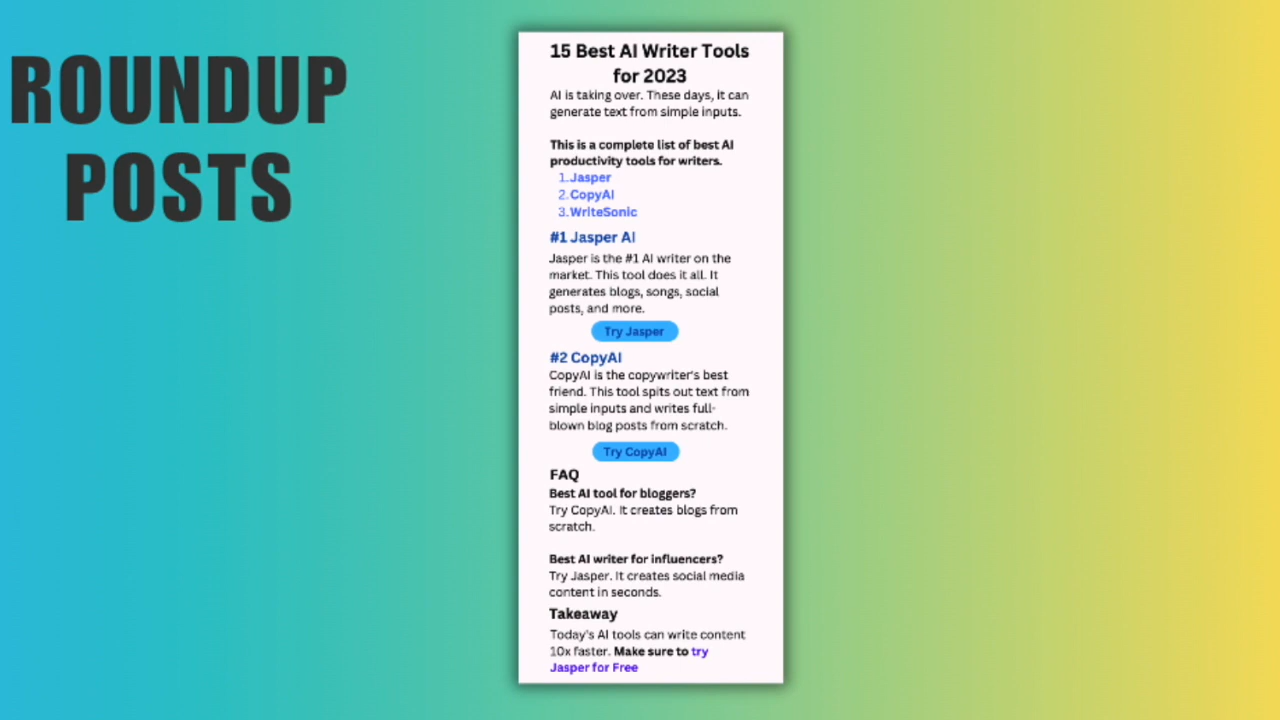 ROUNDUP
POSTS
15 Best AI Writer Tools
for 2023
AI is taking over. These days, it can
generate text from simple inputs.
This is a complete list of best AI
productivity tools for writers.
1. Jasper
2. CopyAI
3. WriteSonic
#1 Jasper AI
Jasper is the #1 AI writer on the
market. This tool does it all. It
generates blogs, songs, social
posts, and more.
Try Jasper
#2 CopyAI
CopyAI is the copywriter's best
friend. This tool spits out text from
simple inputs and writes full-
blown blog posts from scratch.
Try CopyAI
FAQ
Best AI tool for bloggers?
Try CopyAI. It creates blogs from
scratch.
Best AI writer for influencers?
Try Jasper. It creates social media
content in seconds.
Takeaway
Today's AI tools can write content
10x faster. Make sure to try
Jasper for Free